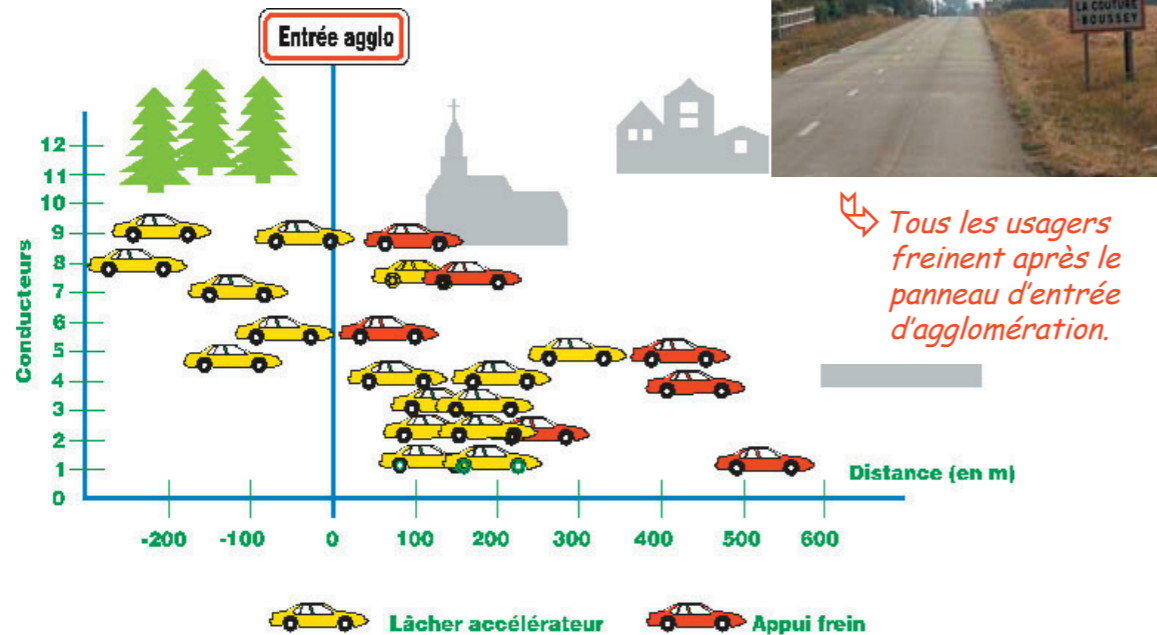 Entrée agglo
LA COUTURE
-BOUSSEY
Tous les usagers
freinent après le
panneau d'entrée
d'agglomération.
Conducteurs
12
11
10
9
8
7
6
5
4
3
2
1
0
-200 -100 0 100 200 300 400 500 600
Distance (en m)
Lâcher accélérateur Appui frein